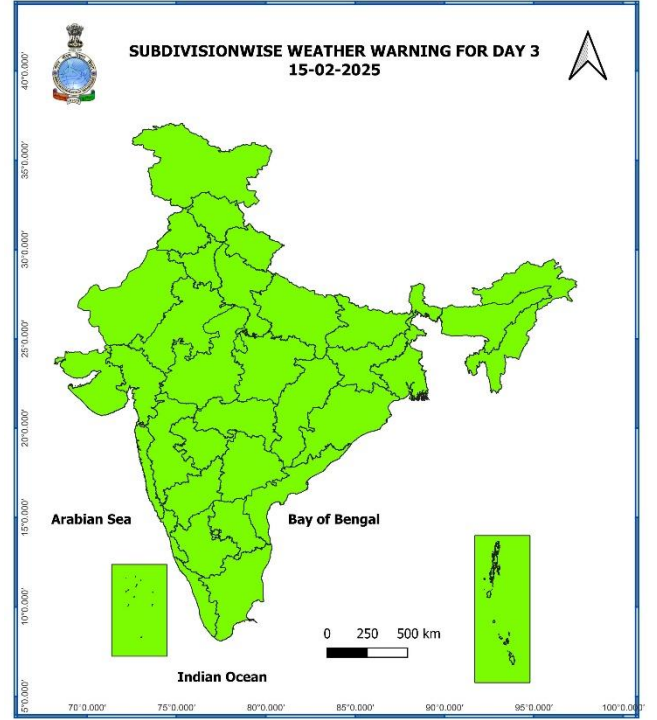 SUBDIVISIONWISE WEATHER WARNING FOR DAY 3
15-02-2025
40°0.000'
35°0.000'
30°0.000'
25°0.000'
20°0.000'
15°0.000'
10°0.000'
5°0.000'
Arabian Sea
Bay of Bengal
0 250 500 km
Indian Ocean
70°0.000' 75°0.000' 80°0.000' 85°0.000' 90°0.000' 95°0.000' 100°0.000'